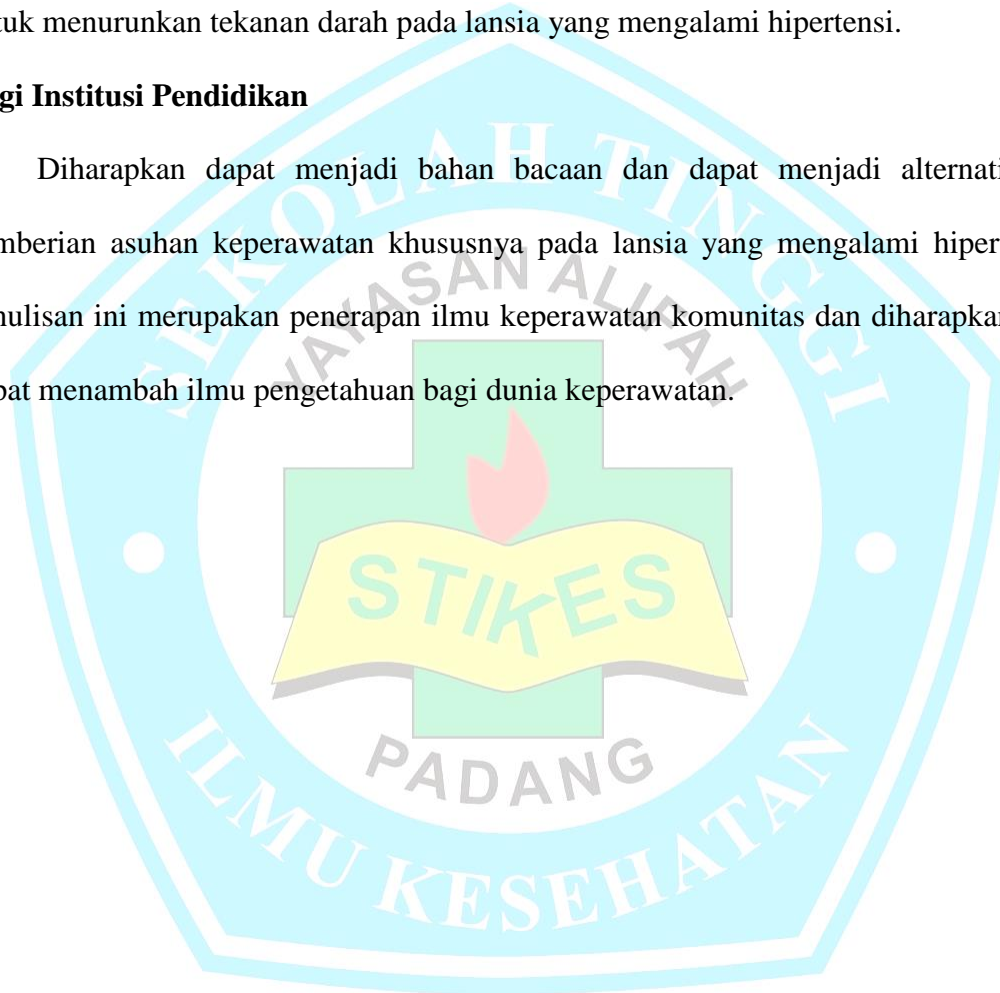 tuk menurunkan tekanan darah pada lansia yang mengalami hipertensi.
gi Institusi Pendidikan
Diharapkan dapat menjadi bahan bacaan dan dapat menjadi alternati
mberian asuhan keperawatan khususnya pada lansia yang mengalami hiper
nulisan ini merupakan penerapan ilmu keperawatan komunitas dan diharapkan
pat menambah ilmu pengetahuan bagi dunia keperawatan.
SEKOLAH TINGGI
YAYASAN ALIFAH
STIKES
PADANG
ILMU KESEHATAN